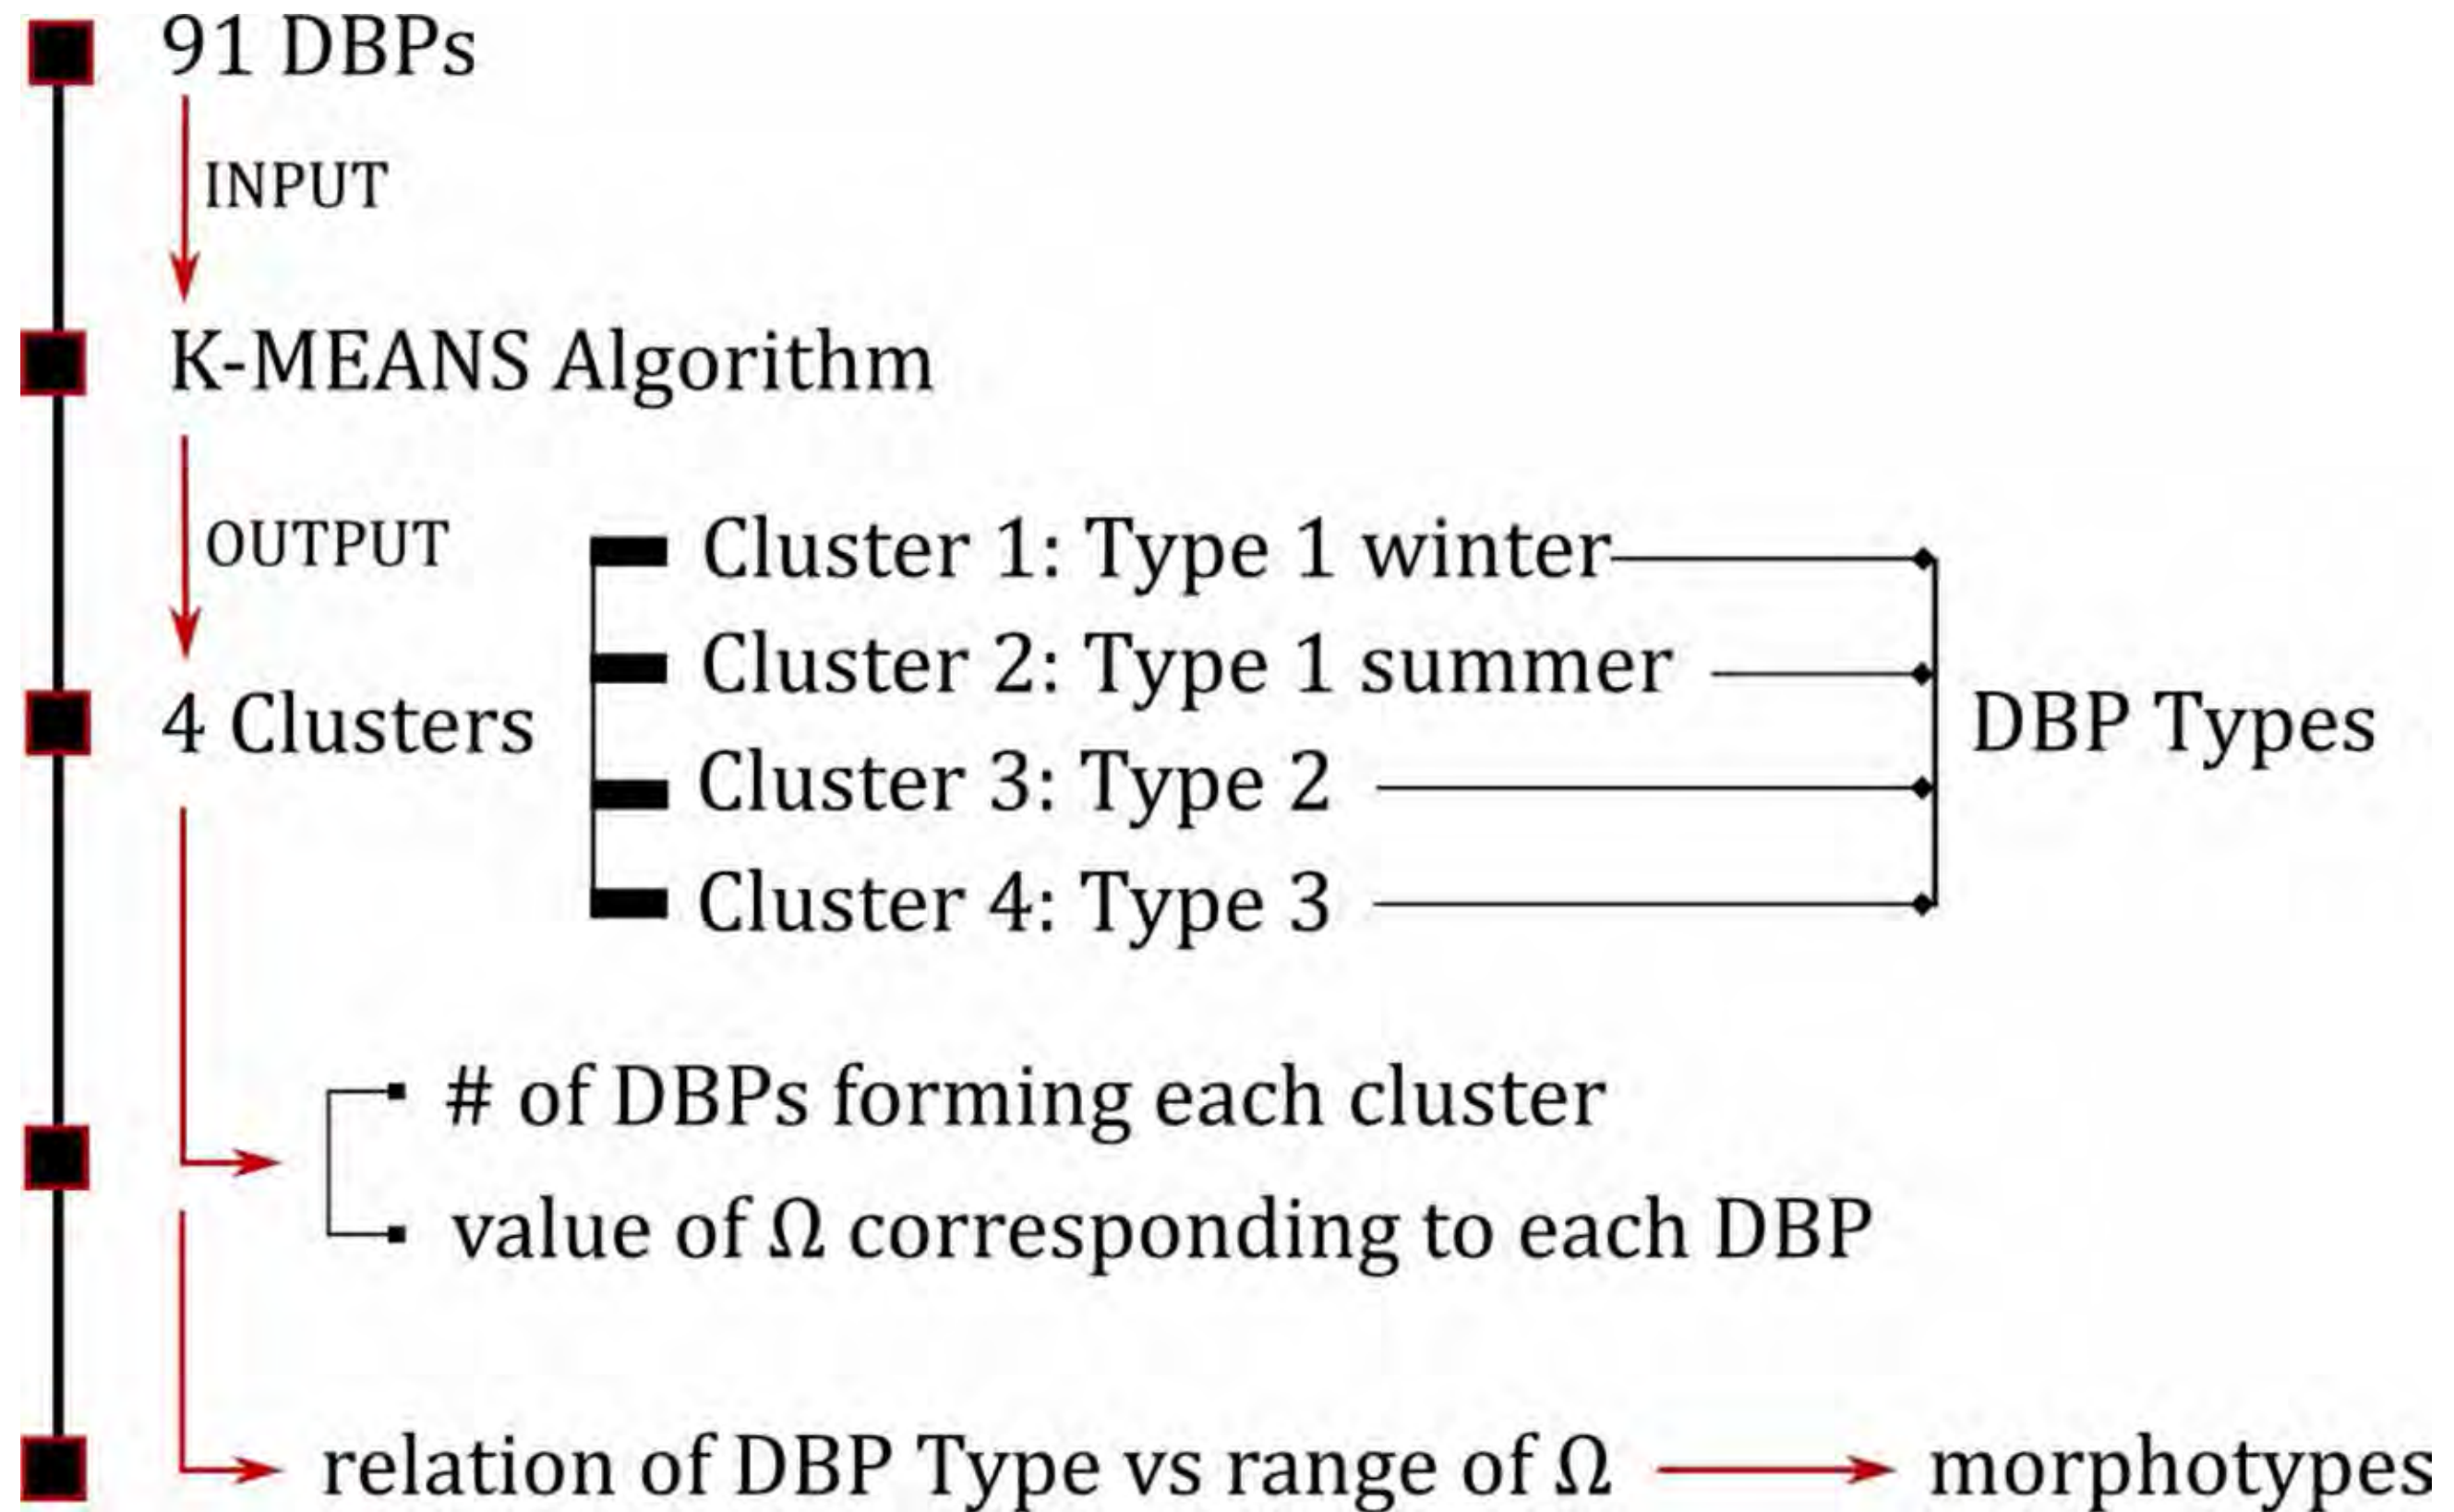 91 DBPs
INPUT
K-MEANS Algorithm
OUTPUT
Cluster 1: Type 1 winter
Cluster 2: Type 1 summer
4 Clusters
DBP Types
Cluster 3: Type 2
Cluster 4: Type 3
# of DBPs forming each cluster
value of Ω corresponding to each DBP
relation of DBP Type vs range of Ω
morphotypes